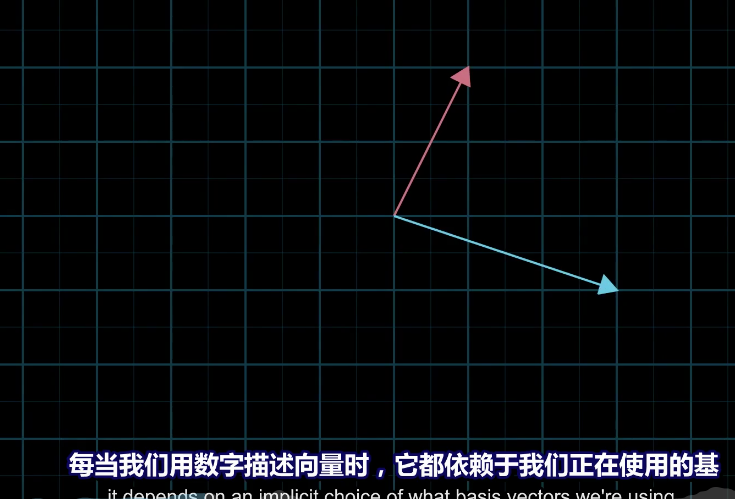 每当我们用数字描述向量时，它都依赖于我们正在使用的基
it depends on an implicit choice of what basis vectors we're using